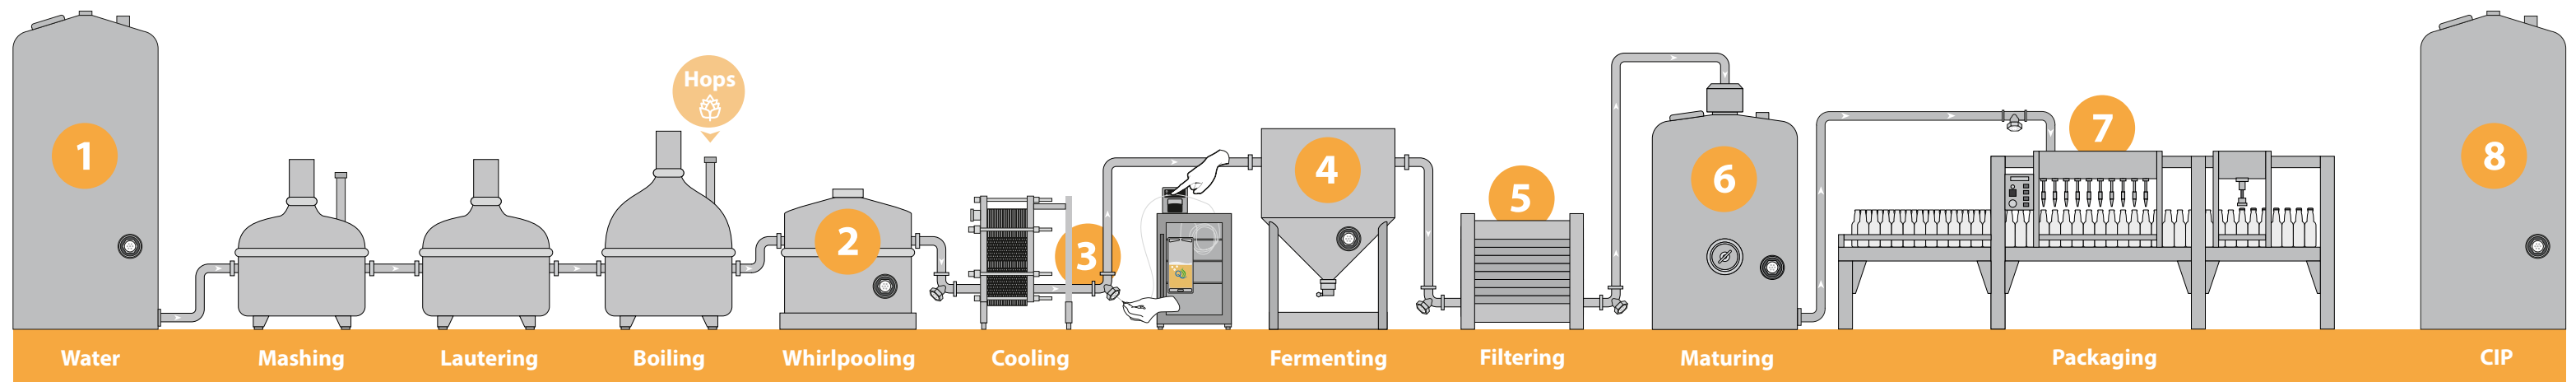 Hops
1
2
3
4
5
6
7
8
Water
Mashing
Lautering
Boiling
Whirlpooling
Cooling
Fermenting
Filtering
Maturing
Packaging
CIP